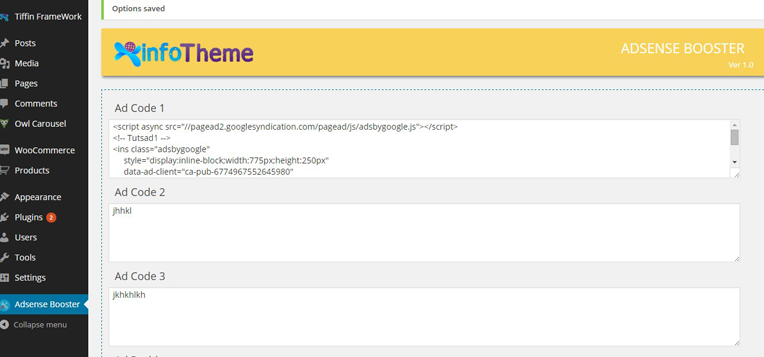 Options saved
Tiffin FrameWork
Posts
Media
Pages
Comments
Owl Carousel
WooCommerce
Products
Appearance
Plugins 2
Users
Tools
Settings
Adsense Booster
Collapse menu
infoTheme
ADSENSE BOOSTER
Ver 1.0
Ad Code 1
<script async src="//pagead2.googlesyndication.com/pagead/js/adsbygoogle.js"></script>
<!-- Tutsad1 -->
<ins class="adsbygoogle"
style="display:inline-block;width:775px;height:250px"
data-ad-client="ca-pub-6774967552645980"
Ad Code 2
jhhkl
Ad Code 3
jkhkhlkh